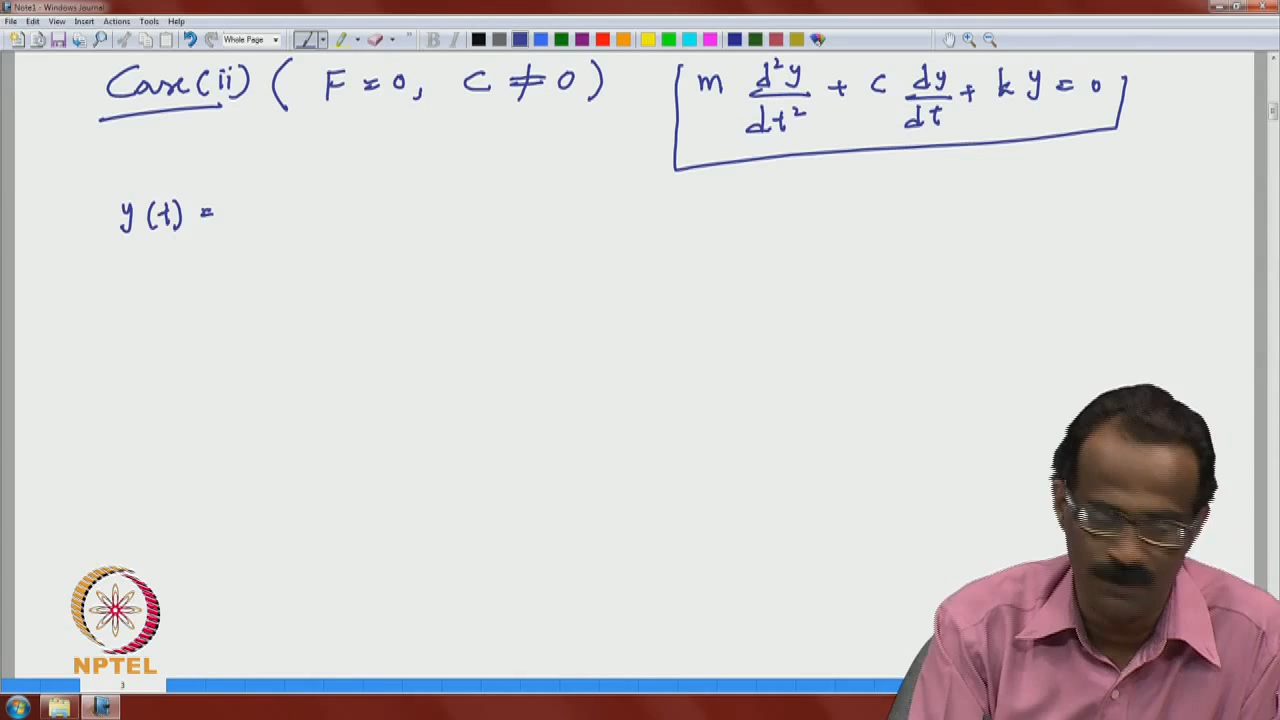 Note1 - Windows Journal
File Edit View Insert Actions Tools Help
Whole Page
B I
Case(ii) ( F = 0, C ≠ 0 ) m d²y/dt² + c dy/dt + k y = 0
y(t) =
NPTEL
3